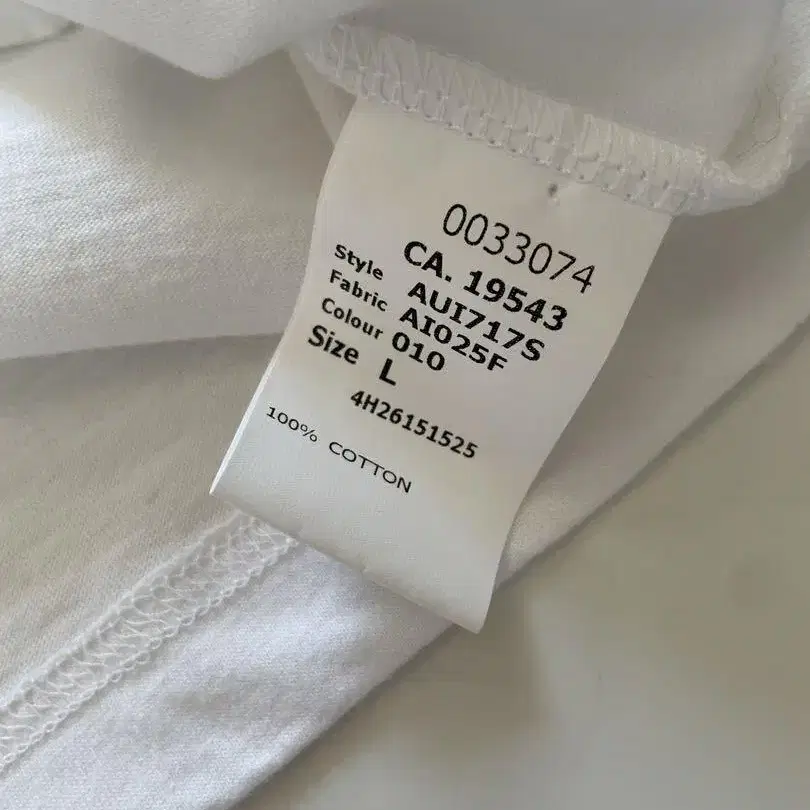 0033074
CA. 19543
Style AUI717S
Fabric AI025F
Colour 010
Size L
4H26151525
100% COTTON